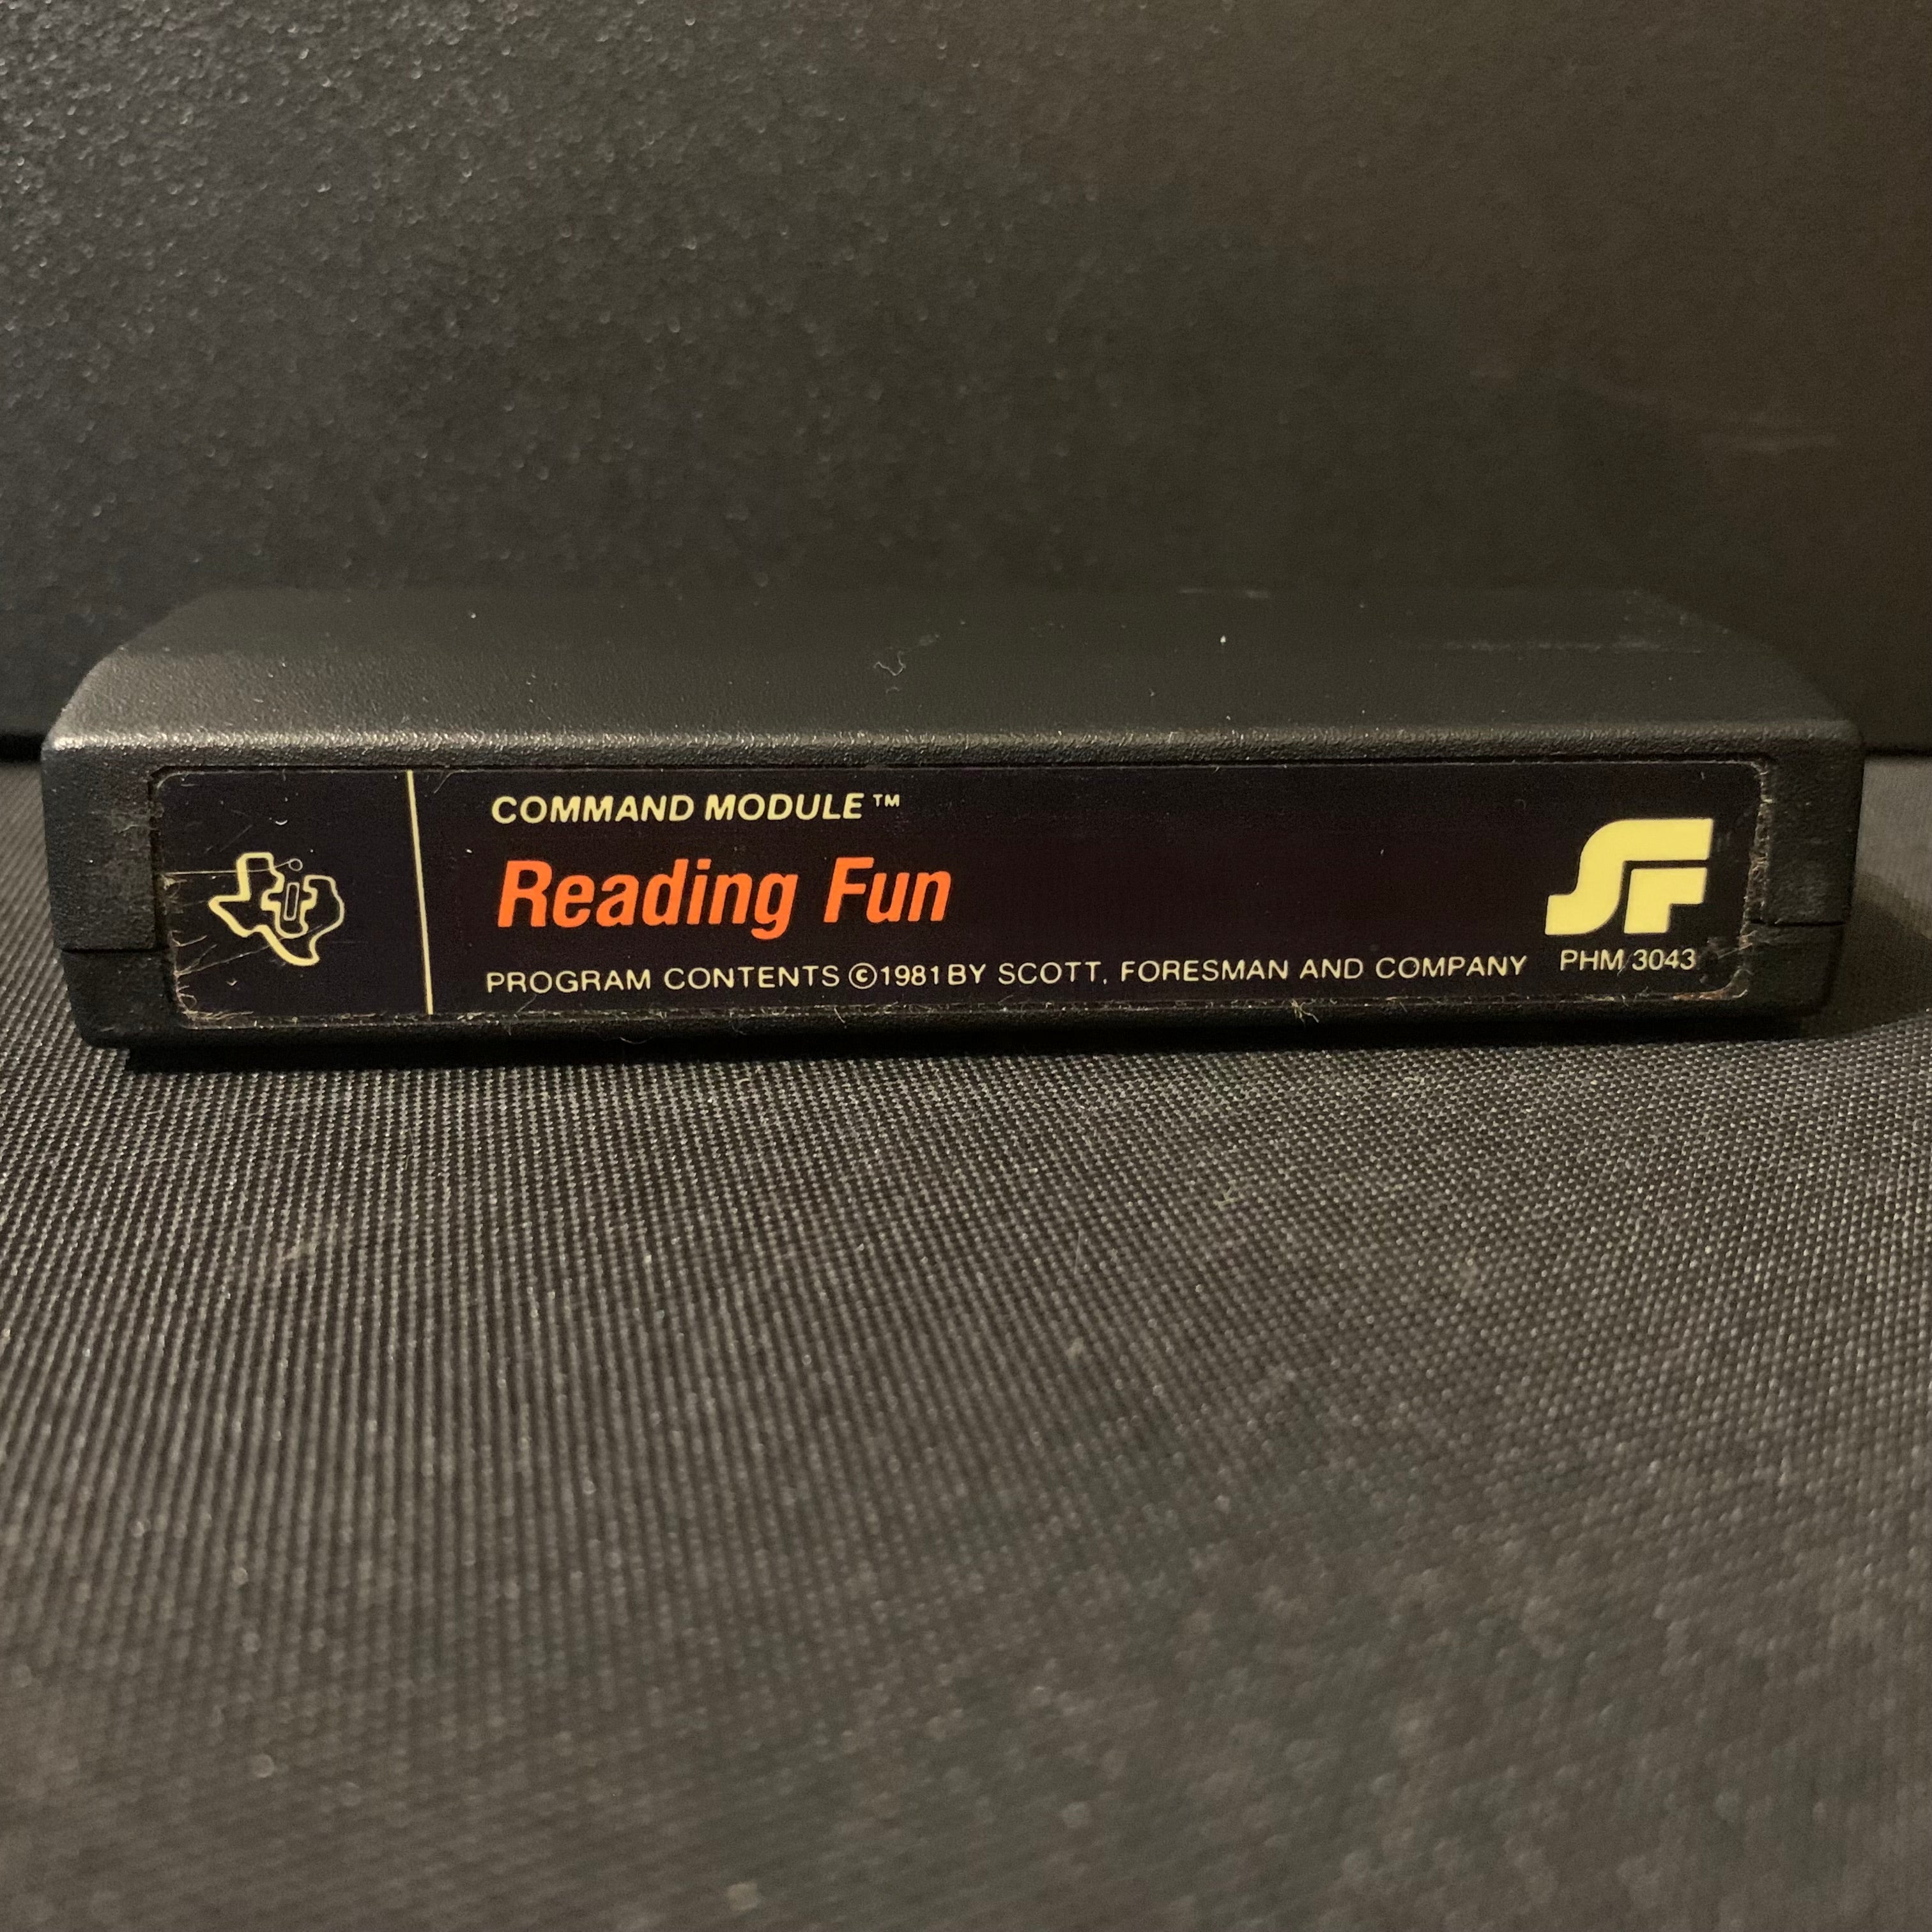 COMMAND MODULE™
Reading Fun
PROGRAM CONTENTS ©1981 BY SCOTT, FORESMAN AND COMPANY
SF
PHM 3043